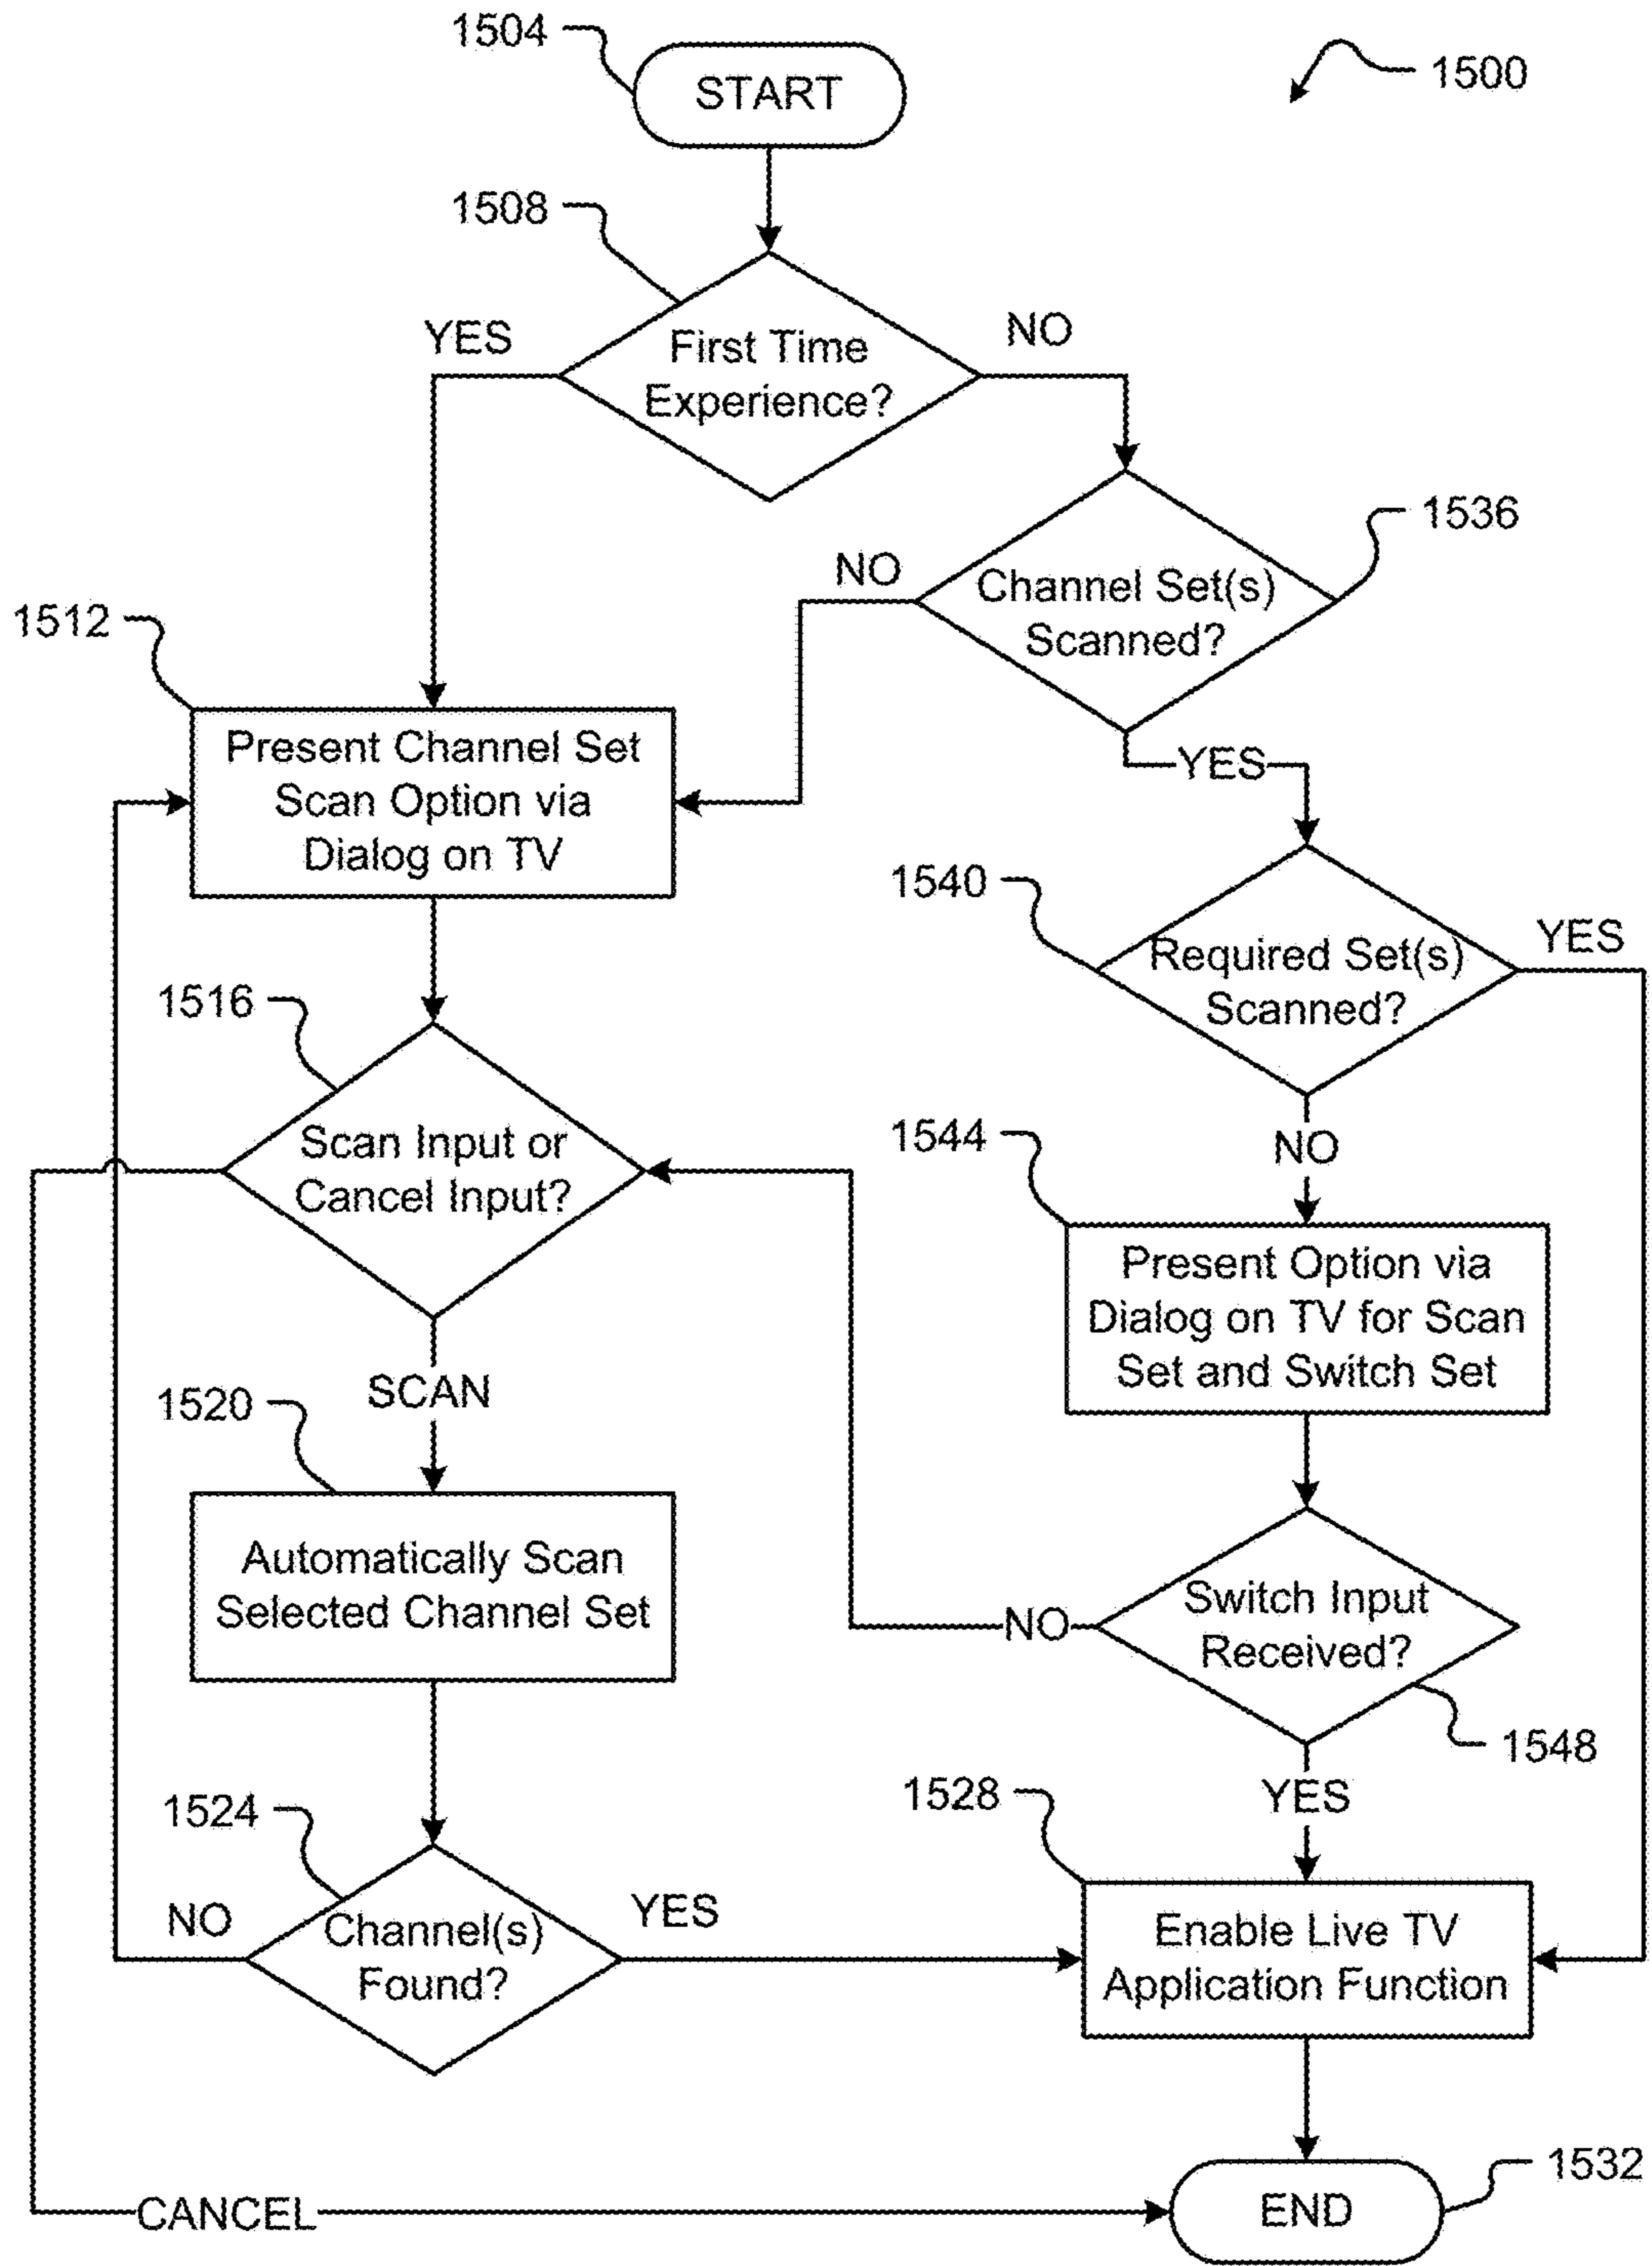 1504
START
1500
1508
YES
First Time
Experience?
NO
1536
NO
Channel Set(s)
Scanned?
1512
Present Channel Set
Scan Option via
Dialog on TV
YES
1540
Required Set(s)
Scanned?
YES
1516
Scan Input or
Cancel Input?
NO
1544
Present Option via
Dialog on TV for Scan
Set and Switch Set
SCAN
1520
Automatically Scan
Selected Channel Set
NO
Switch Input
Received?
1548
YES
1524
NO
Channel(s)
Found?
YES
1528
Enable Live TV
Application Function
1532
CANCEL
END